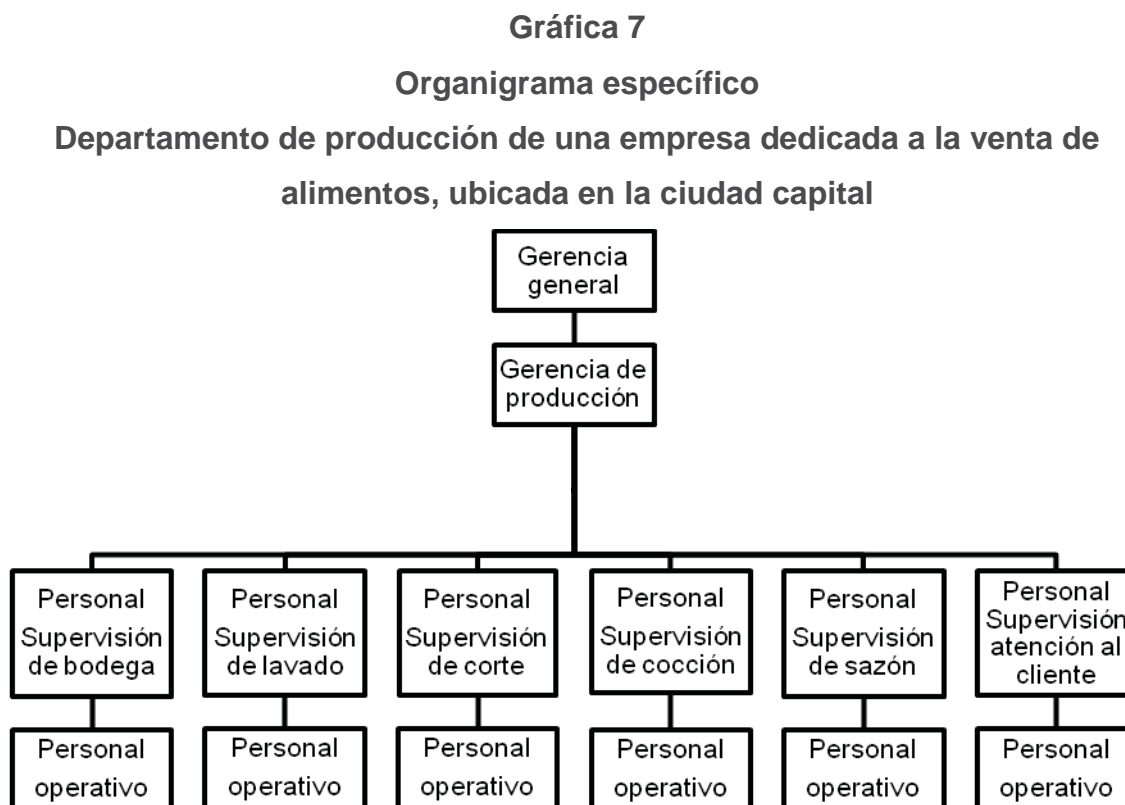 Gráfica 7
Organigrama específico
Departamento de producción de una empresa dedicada a la venta de
alimentos, ubicada en la ciudad capital
Gerencia
general
Gerencia de
producción
Personal
Supervisión
de bodega
Personal
Supervisión
de lavado
Personal
Supervisión
de corte
Personal
Supervisión
de cocción
Personal
Supervisión
de sazón
Personal
Supervisión
atención al
cliente
Personal
operativo
Personal
operativo
Personal
operativo
Personal
operativo
Personal
operativo
Personal
operativo